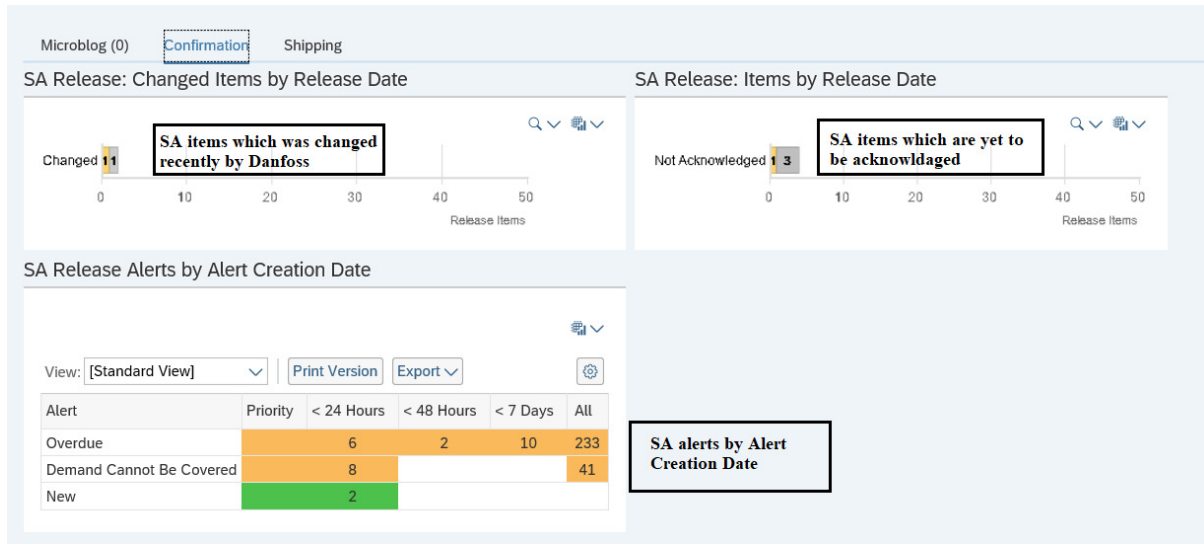 Microblog (0) Confirmation Shipping
SA Release: Changed Items by Release Date
SA items which was changed
recently by Danfoss
Changed 1 1
0 10 20 30 40 50
Release Items
SA Release: Items by Release Date
SA items which are yet to
be acknowldaged
Not Acknowledged 1 3
0 10 20 30 40 50
Release Items
SA Release Alerts by Alert Creation Date
View: [Standard View] Print Version Export
Alert Priority < 24 Hours < 48 Hours < 7 Days All
Overdue 6 2 10 233
Demand Cannot Be Covered 8 41
New 2
SA alerts by Alert
Creation Date